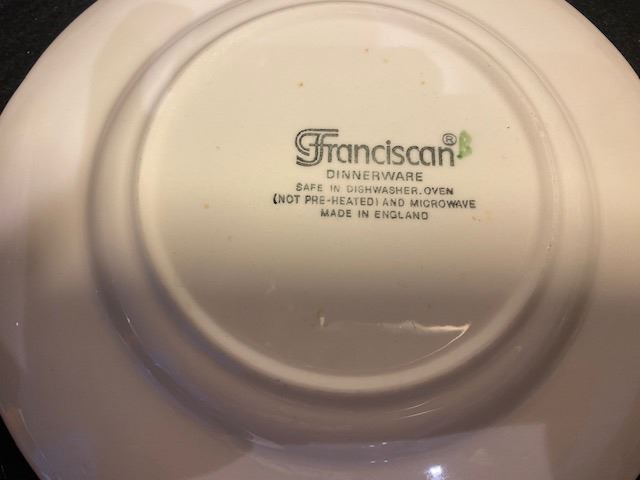 Franciscan® B
DINNERWARE
SAFE IN DISHWASHER.OVEN
(NOT PRE-HEATED) AND MICROWAVE
MADE IN ENGLAND